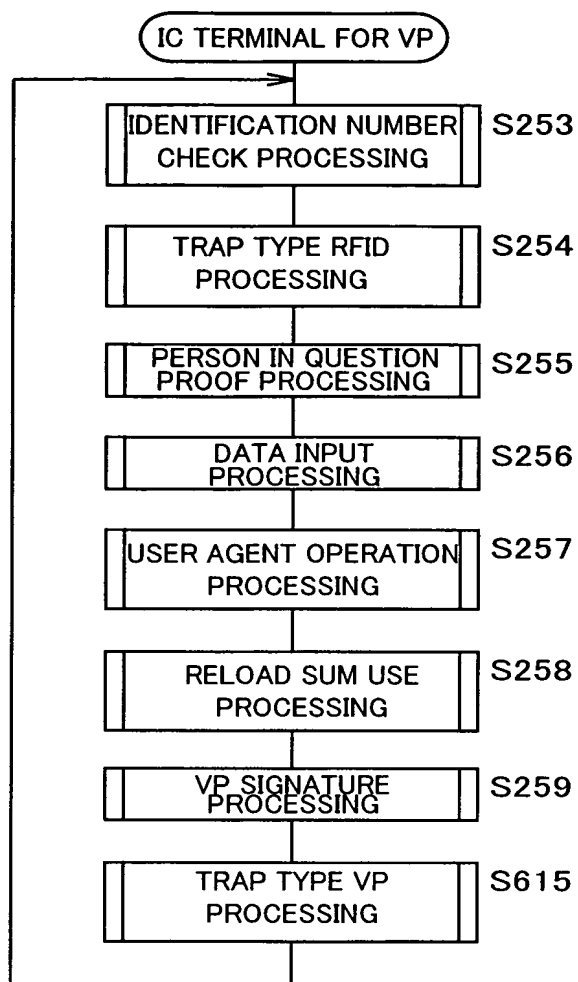 IC TERMINAL FOR VP
IDENTIFICATION NUMBER
CHECK PROCESSING
S253
TRAP TYPE RFID
PROCESSING
S254
PERSON IN QUESTION
PROOF PROCESSING
S255
DATA INPUT
PROCESSING
S256
USER AGENT OPERATION
PROCESSING
S257
RELOAD SUM USE
PROCESSING
S258
VP SIGNATURE
PROCESSING
S259
TRAP TYPE VP
PROCESSING
S615